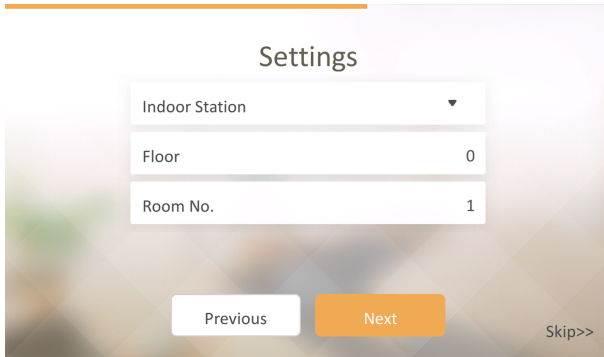 Settings
Indoor Station
Floor 0
Room No. 1
Previous Next
Skip>>